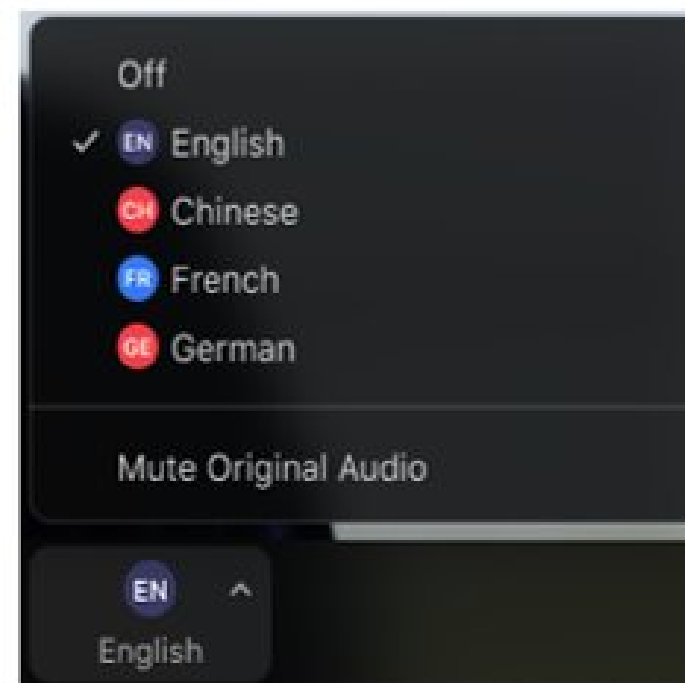 Off
EN English
CH Chinese
FR French
GE German
Mute Original Audio
EN
English